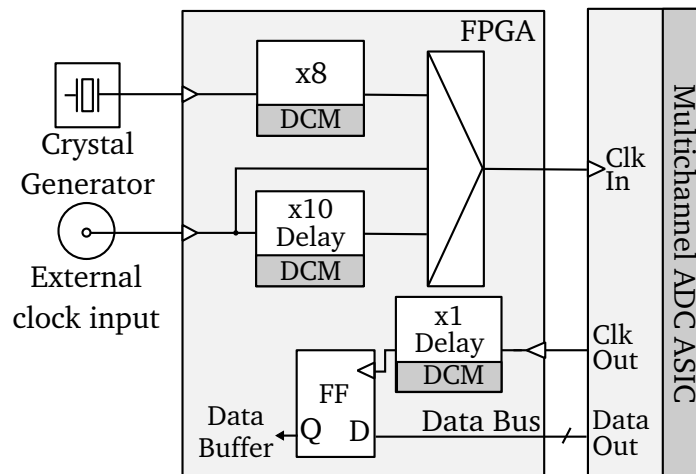 FPGA
x8
DCM
Crystal
Generator
x10
Delay
DCM
External
clock input
Clk
In
x1
Delay
DCM
Clk
Out
FF
Q D
Data
Buffer
Data Bus
Data
Out
Multichannel ADC ASIC